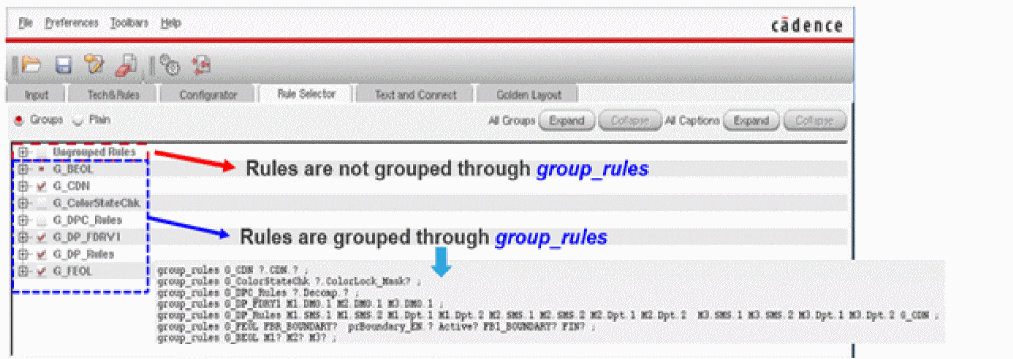 File Preferences Toolbars Help
cādence
Input Tech&Rules Configurator Rule Selector Text and Connect Golden Layout
Groups Plain All Groups Expand Collapse All Captions Expand Collapse
Ungrouped Rules
Rules are not grouped through group_rules
G_BEOL
G_CDN
G_ColorStateChk
G_DPC_Rules
G_DP_FDRV1
Rules are grouped through group_rules
G_DP_Rules
G_FEOL
group_rules G_CDN ?.CDN.? ;
group_rules G_ColorStateChk ?.ColorLock_Mask? ;
group_rules G_DPC_Rules ?.Decomp.? ;
group_rules G_DP_FDRV1 M1.DM0.1 M2.DM0.1 M3.DM0.1 ;
group_rules G_DP_Rules M1.SMS.1 M1.SMS.2 M1.Dpt.1 M1.Dpt.2 M2.SMS.1 M2.SMS.2 M2.Dpt.1 M2.Dpt.2 M3.SMS.1 M3.SMS.2 M3.Dpt.1 M3.Dpt.2 G_CDN ;
group_rules G_FEOL FBR_BOUNDARY? prBoundary_EN.? Active? FB1_BOUNDARY? FIN? ;
group_rules G_BEOL M1? M2? M3? ;